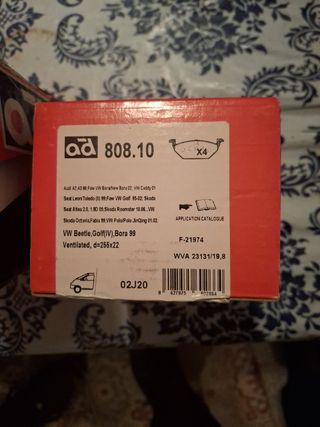 ad 808.10
X4
Audi A2,A3 96,Faw VW Bora/New Bora 02, VW Caddy 01
Seat Leon/Toledo (II) 99,Faw VW Golf 95-02, Skoda
Seat Altea 2.0, 1.9D 05,Skoda Roomster 10.06..,VW
Skoda Octavia,Fabia 99,VW Polo/Polo JinQing 01.02,
VW Beetle,Golf(IV),Bora 99
Ventilated, d=256x22
APPLICATION CATALOGUE
F-21974
WVA 23131/19,8
02J20